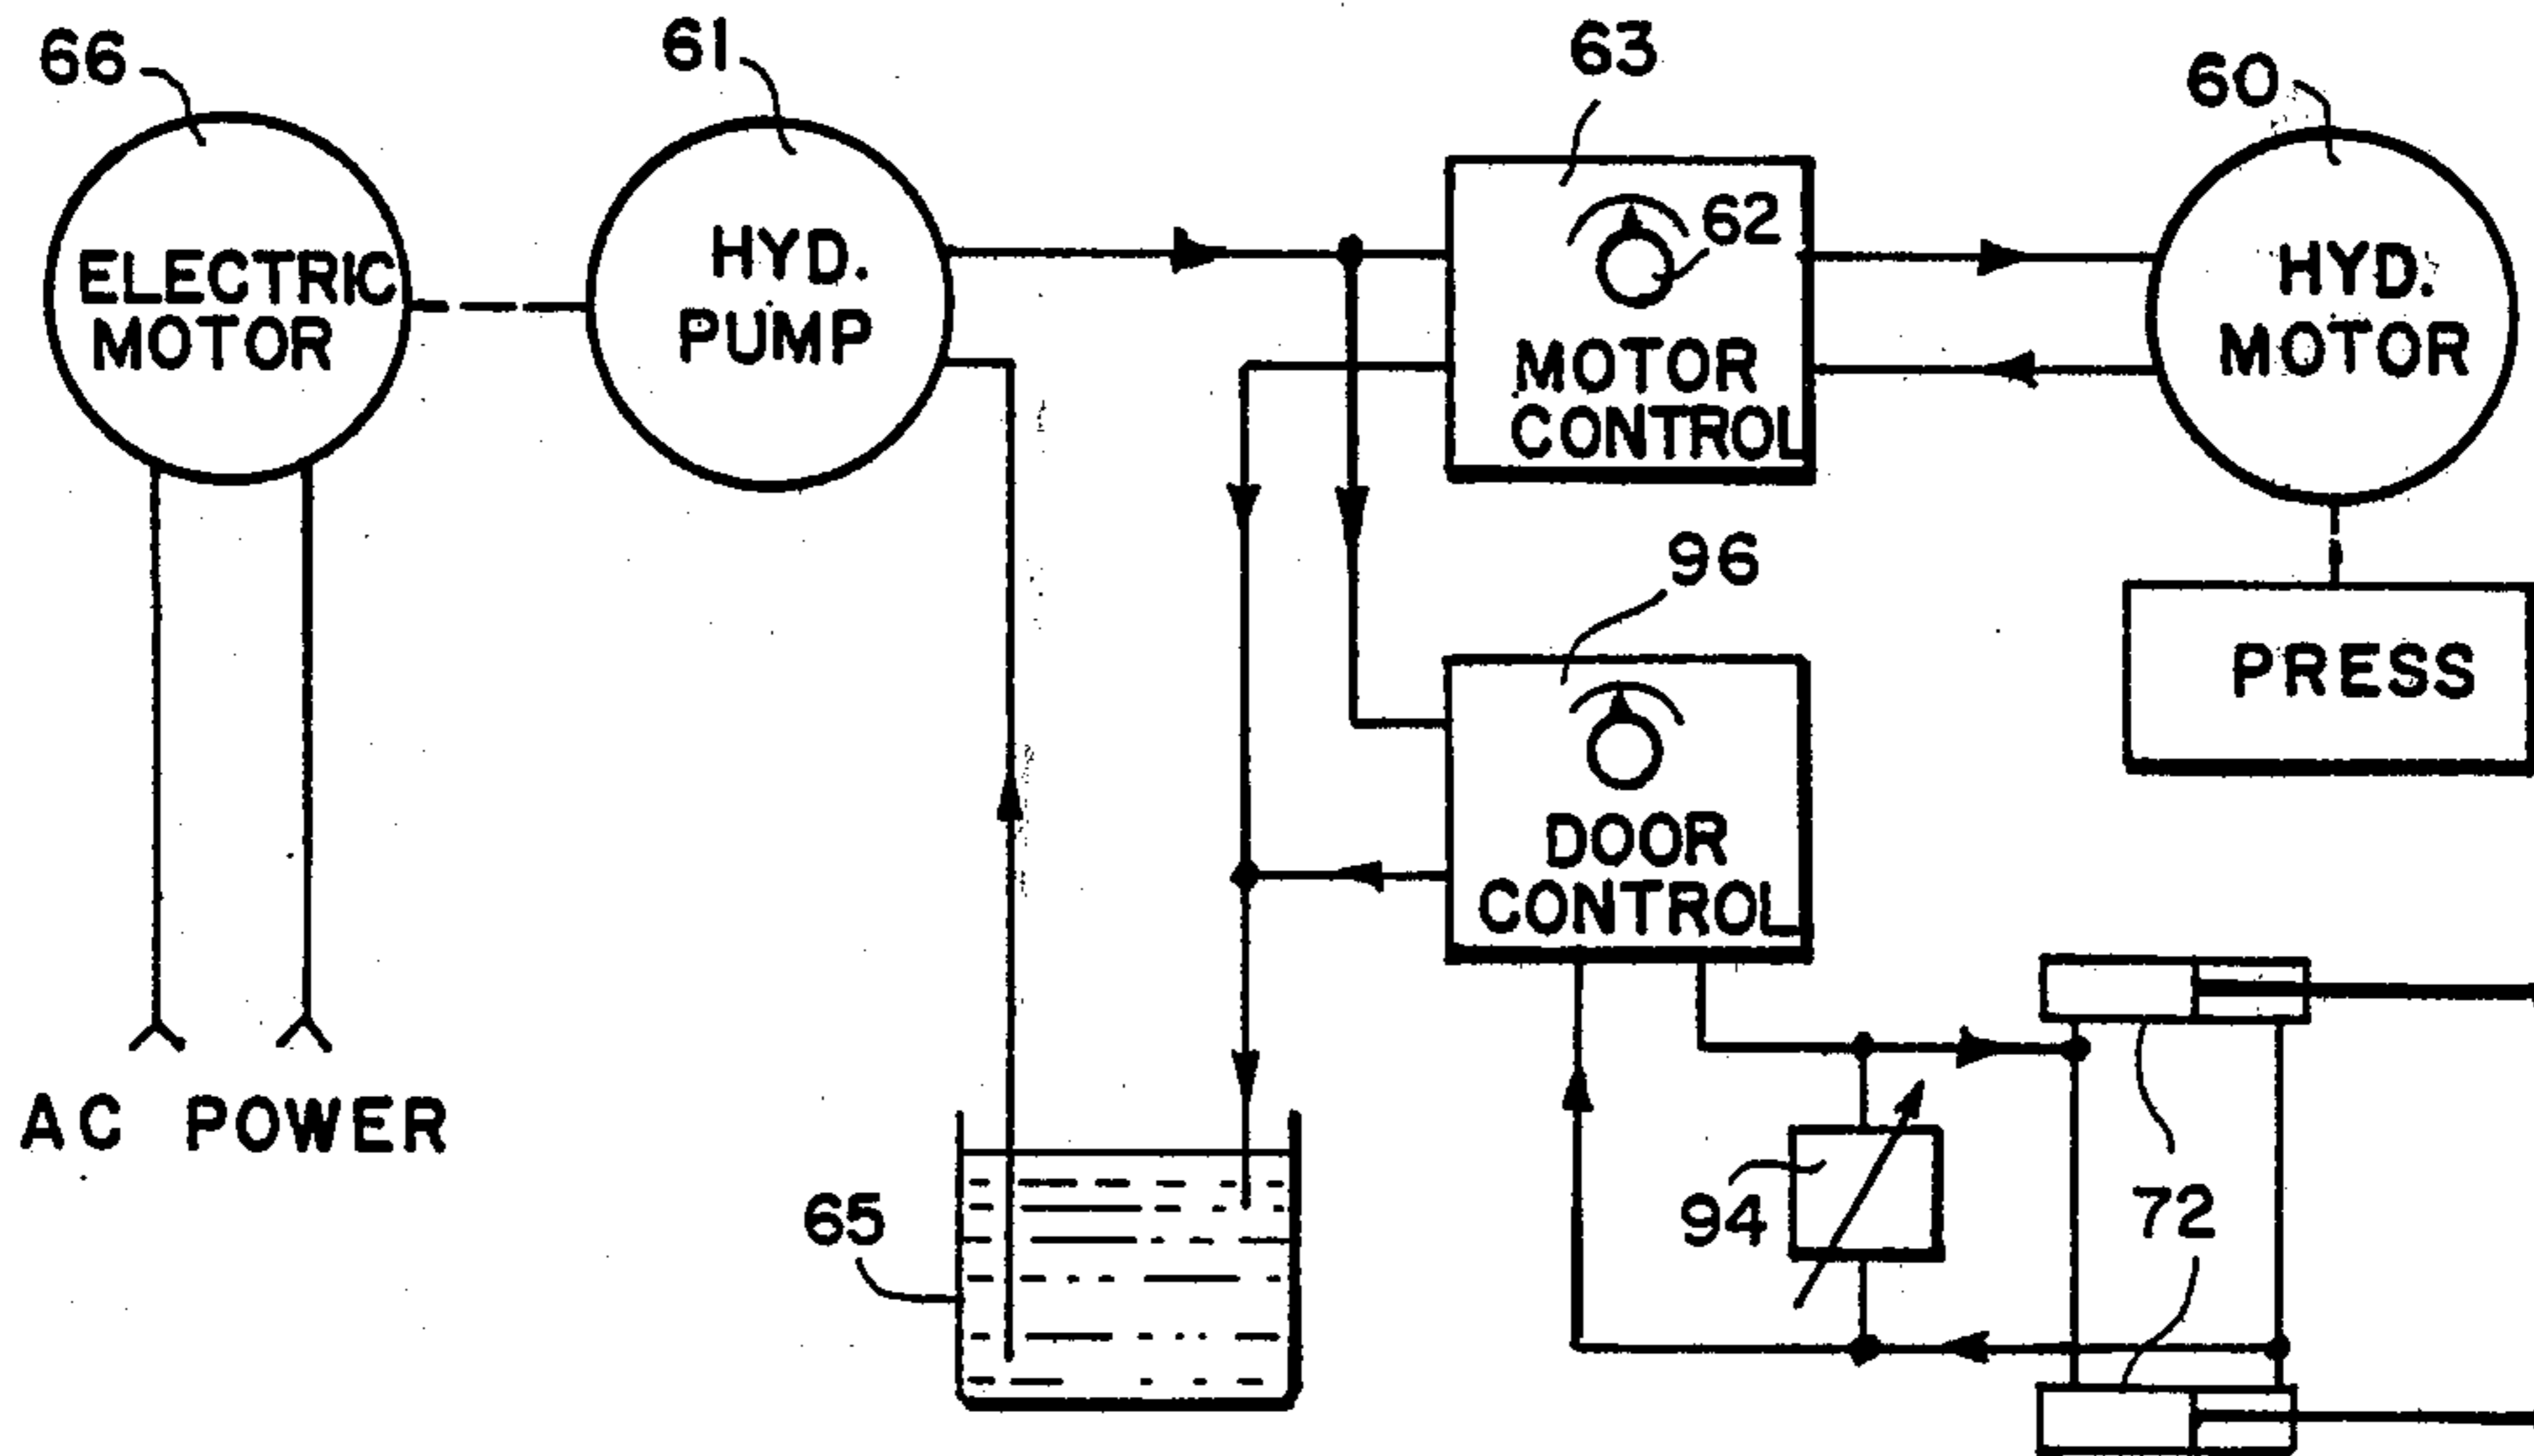 66
61
63
60
62
ELECTRIC
MOTOR
HYD.
PUMP
MOTOR
CONTROL
HYD.
MOTOR
96
PRESS
DOOR
CONTROL
AC POWER
65
94
72